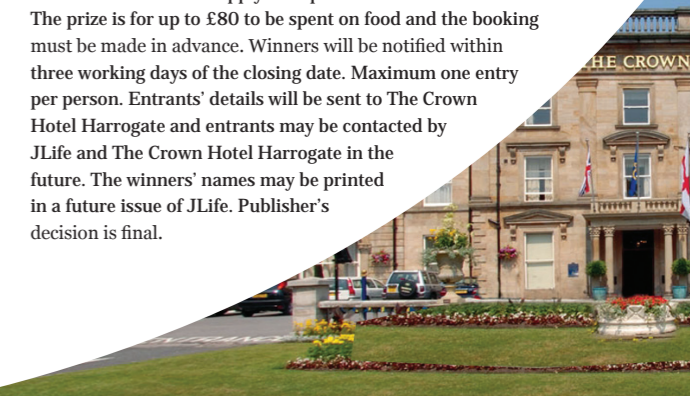 The prize is for up to £80 to be spent on food and the booking
must be made in advance. Winners will be notified within
three working days of the closing date. Maximum one entry
per person. Entrants’ details will be sent to The Crown
Hotel Harrogate and entrants may be contacted by
JLife and The Crown Hotel Harrogate in the
future. The winners’ names may be printed
in a future issue of JLife. Publisher’s
decision is final.
THE CROWN
ENTRANCE